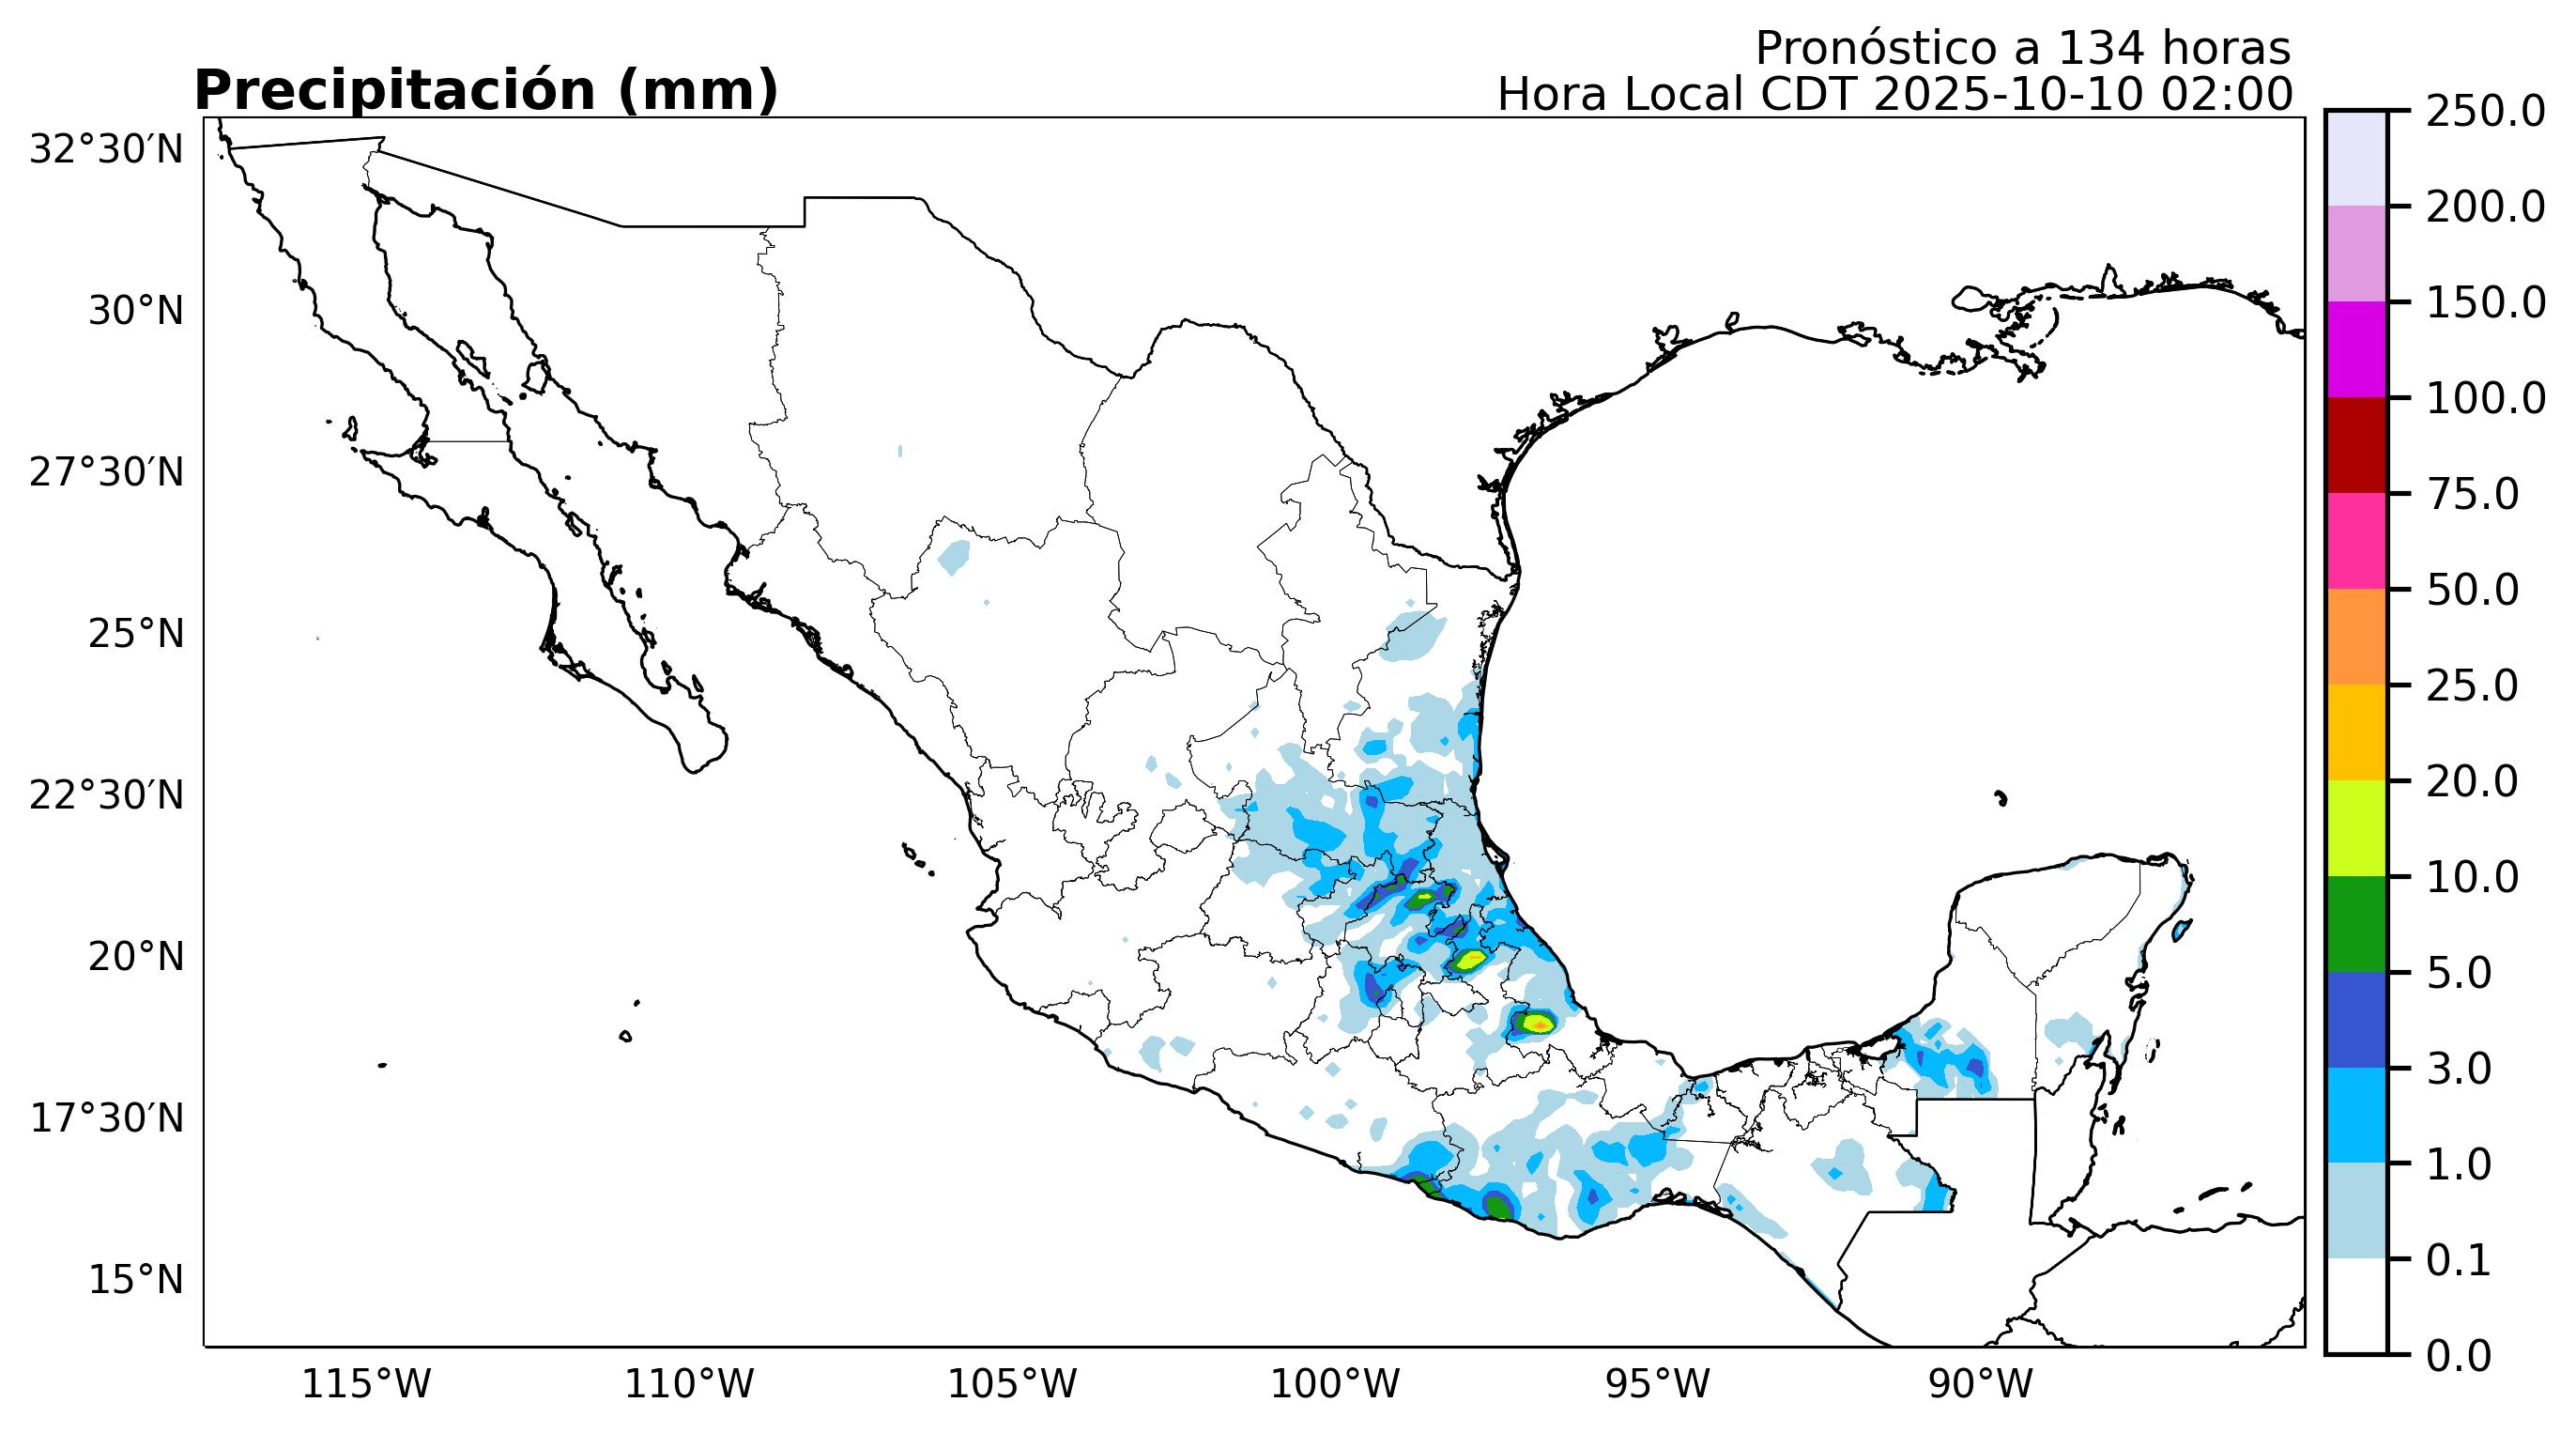 Pronóstico a 134 horas
Precipitación (mm)
Hora Local CDT 2025-10-10 02:00
32°30′N
30°N
27°30′N
25°N
22°30′N
20°N
17°30′N
15°N
115°W
110°W
105°W
100°W
95°W
90°W
250.0
200.0
150.0
100.0
75.0
50.0
25.0
20.0
10.0
5.0
3.0
1.0
0.1
0.0